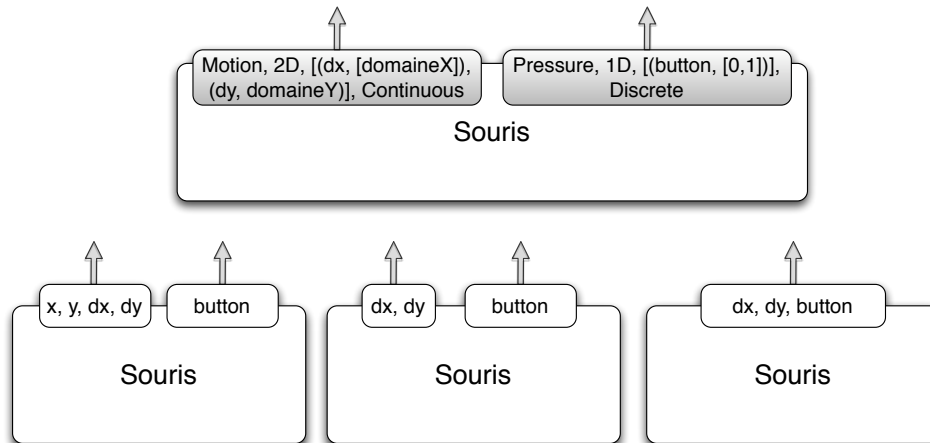 Motion, 2D, [(dx, [domaineX]),
(dy, domaineY)], Continuous
Pressure, 1D, [(button, [0,1])],
Discrete
Souris
x, y, dx, dy
button
Souris
dx, dy
button
Souris
dx, dy, button
Souris